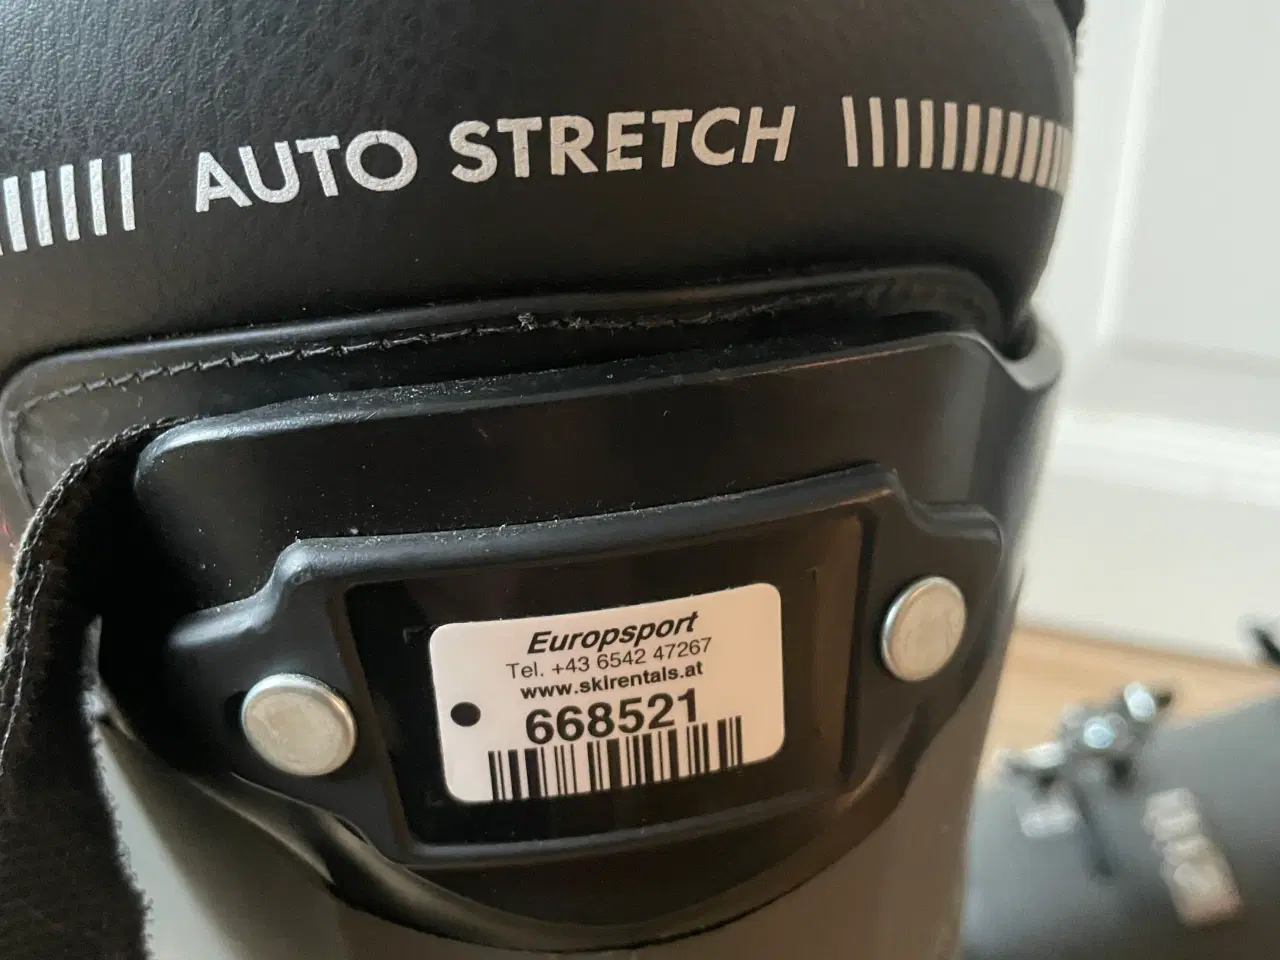 AUTO STRETCH
Europsport
Tel. +43 6542 47267
www.skirentals.at
668521